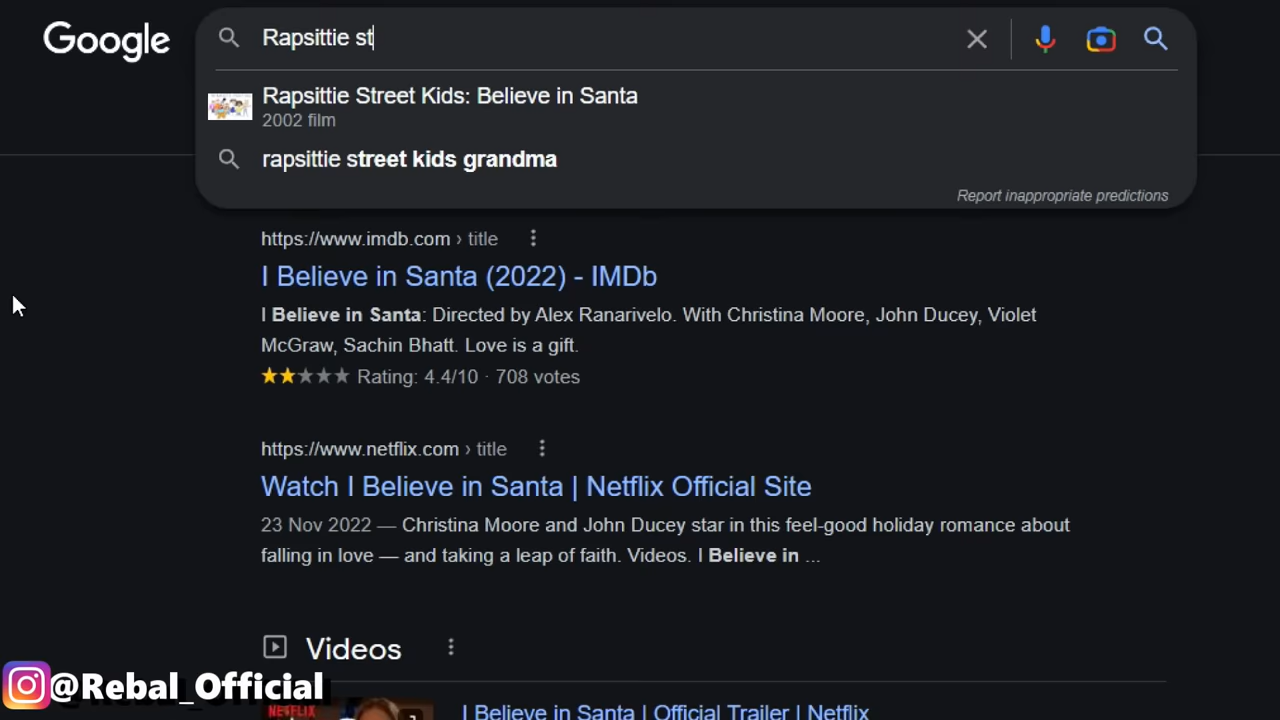 Google
Rapsittie st
Rapsittie Street Kids: Believe in Santa
2002 film
rapsittie street kids grandma
Report inappropriate predictions
https://www.imdb.com › title
I Believe in Santa (2022) - IMDb
I Believe in Santa: Directed by Alex Ranarivelo. With Christina Moore, John Ducey, Violet
McGraw, Sachin Bhatt. Love is a gift.
Rating: 4.4/10 · 708 votes
https://www.netflix.com › title
Watch I Believe in Santa | Netflix Official Site
23 Nov 2022 — Christina Moore and John Ducey star in this feel-good holiday romance about
falling in love — and taking a leap of faith. Videos. I Believe in ...
Videos
@Rebal_Official
NETFLIX
I Believe in Santa | Official Trailer | Netflix